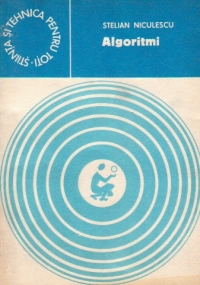 ȘTIINȚA ȘI TEHNICA PENTRU TOȚI ·
STELIAN NICULESCU
Algoritmi